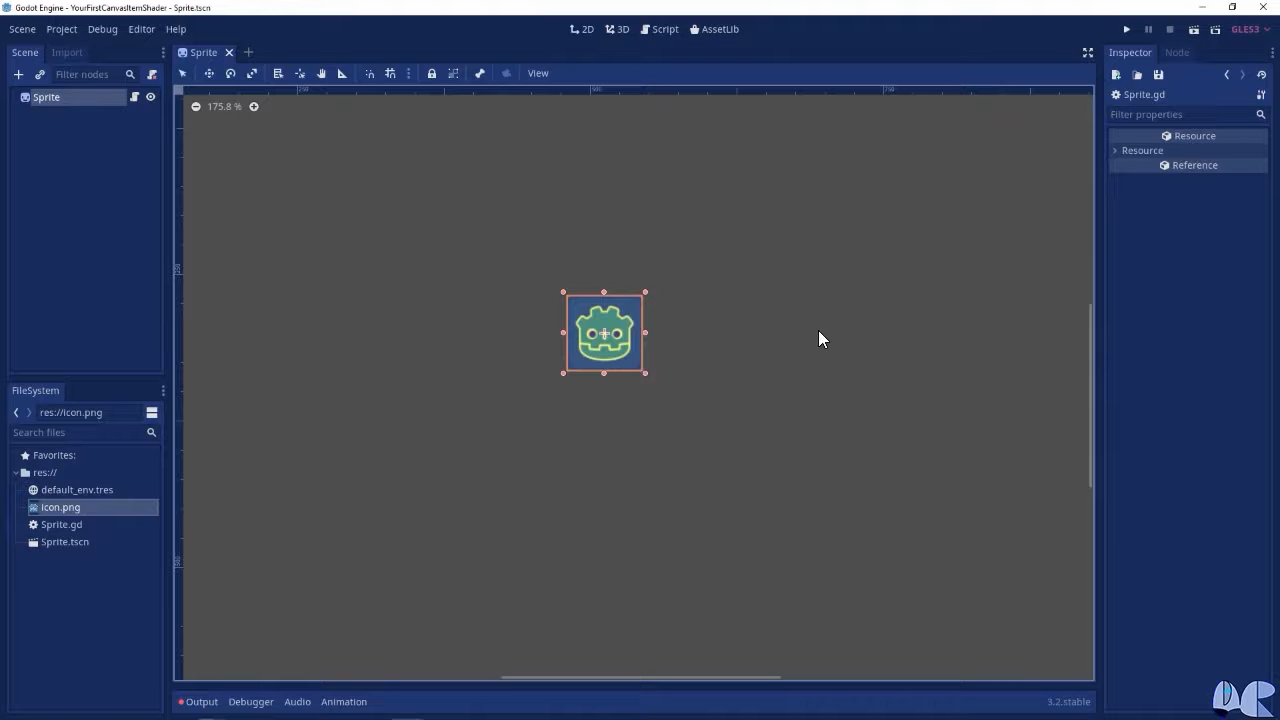 Godot Engine - YourFirstCanvasItemShader - Sprite.tscn
Scene Project Debug Editor Help 2D 3D Script AssetLib GLES3
Scene Import Sprite Inspector Node
Filter nodes View
Sprite
175.8 %
500
750
Sprite.gd
Filter properties
Resource
Resource
Reference
FileSystem
res://icon.png
Search files
Favorites:
res://
default_env.tres
icon.png
Sprite.gd
Sprite.tscn
Output Debugger Audio Animation 3.2.stable